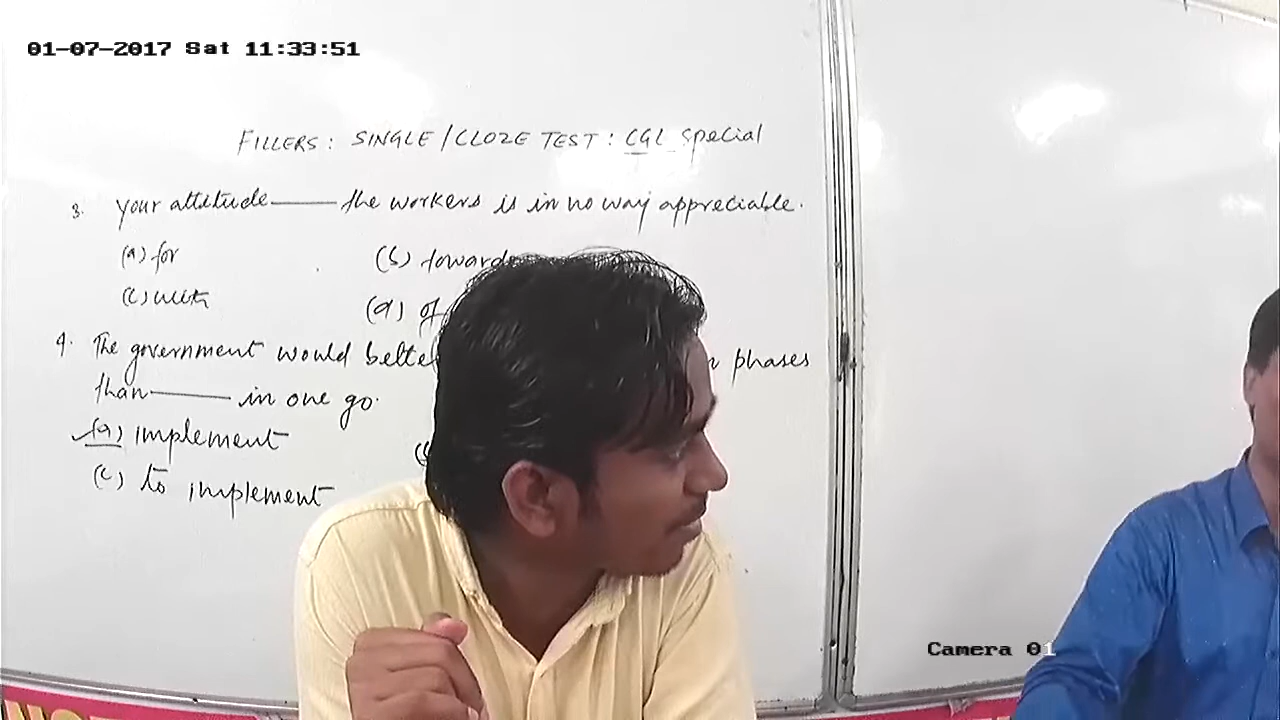 01-07-2017 Sat 11:33:51
FILLERS: SINGLE/CLOZE TEST: CGL Special
3. your attitude ——— the workers is in no way appreciable.
(a) for (b) towards
(c) with (d) of
4. The government would better phases
than ——— in one go.
(a) implement
(c) to implement
Camera 01